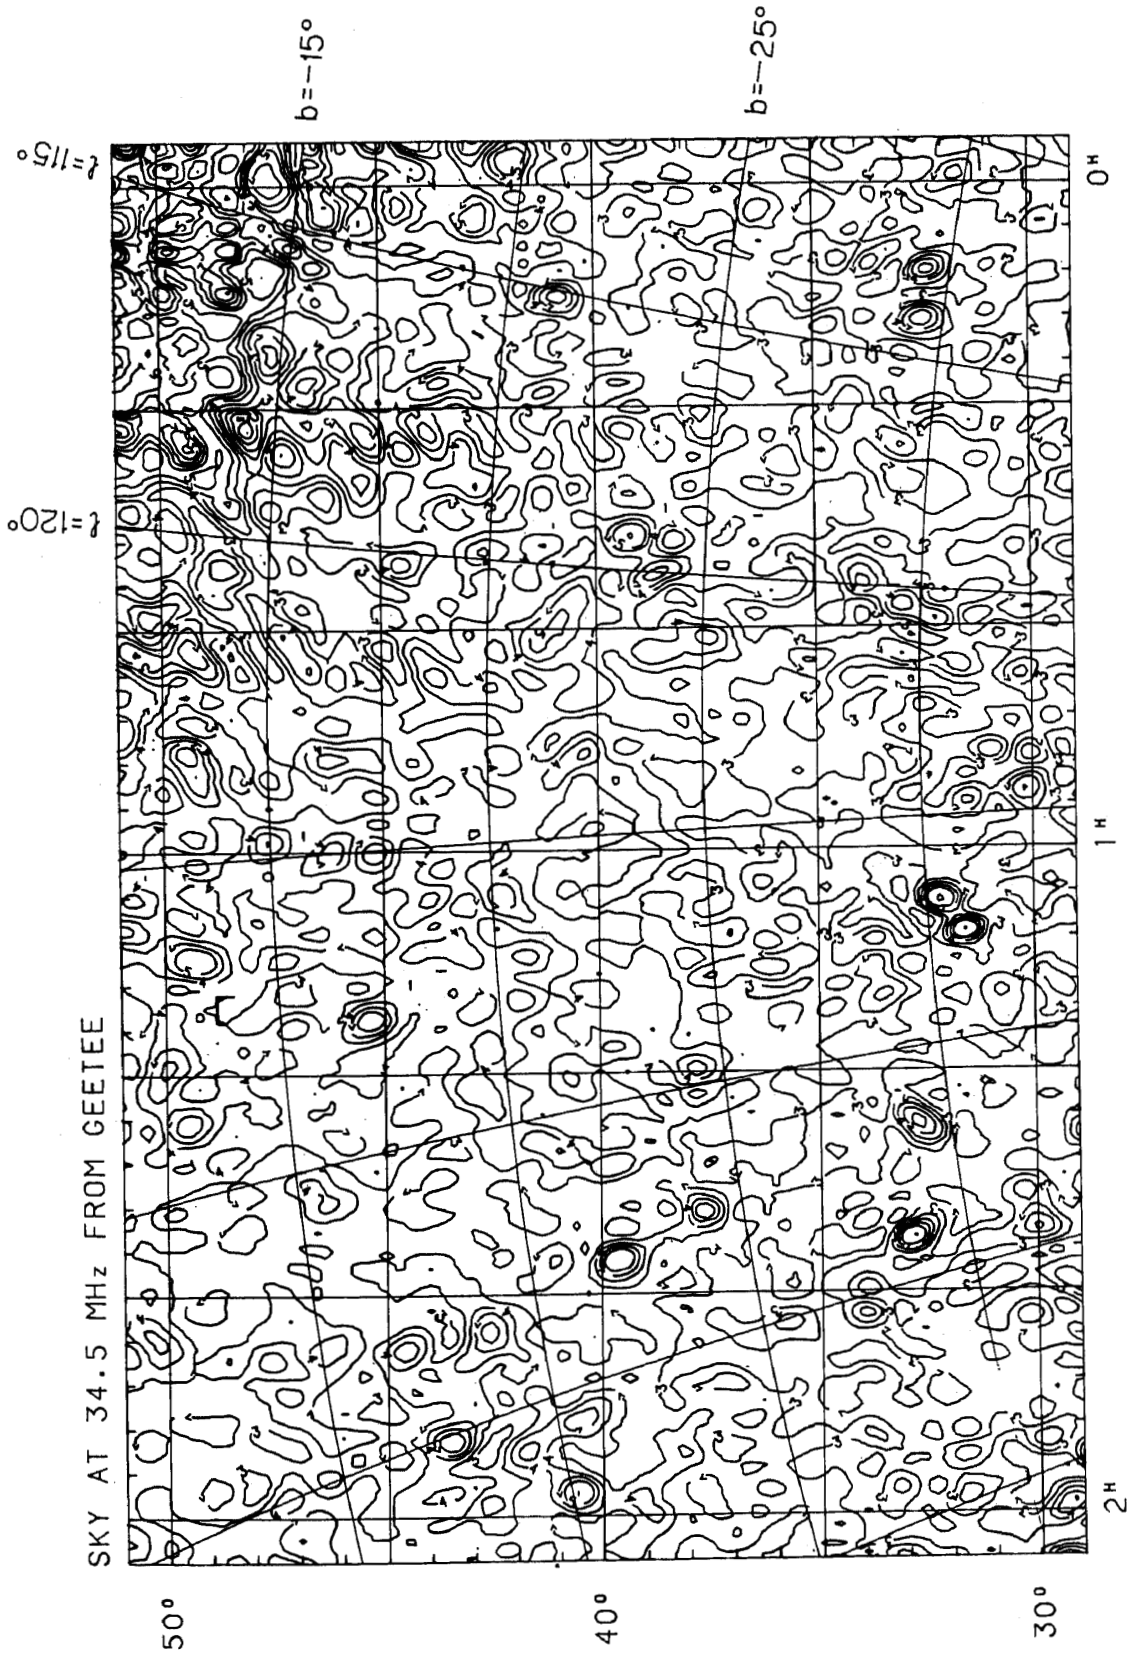 SKY AT 34.5 MHz FROM GEETEE
ℓ=120°
ℓ=115°
b=-15°
b=-25°
50°
40°
30°
2ᴴ
1ᴴ
0ᴴ